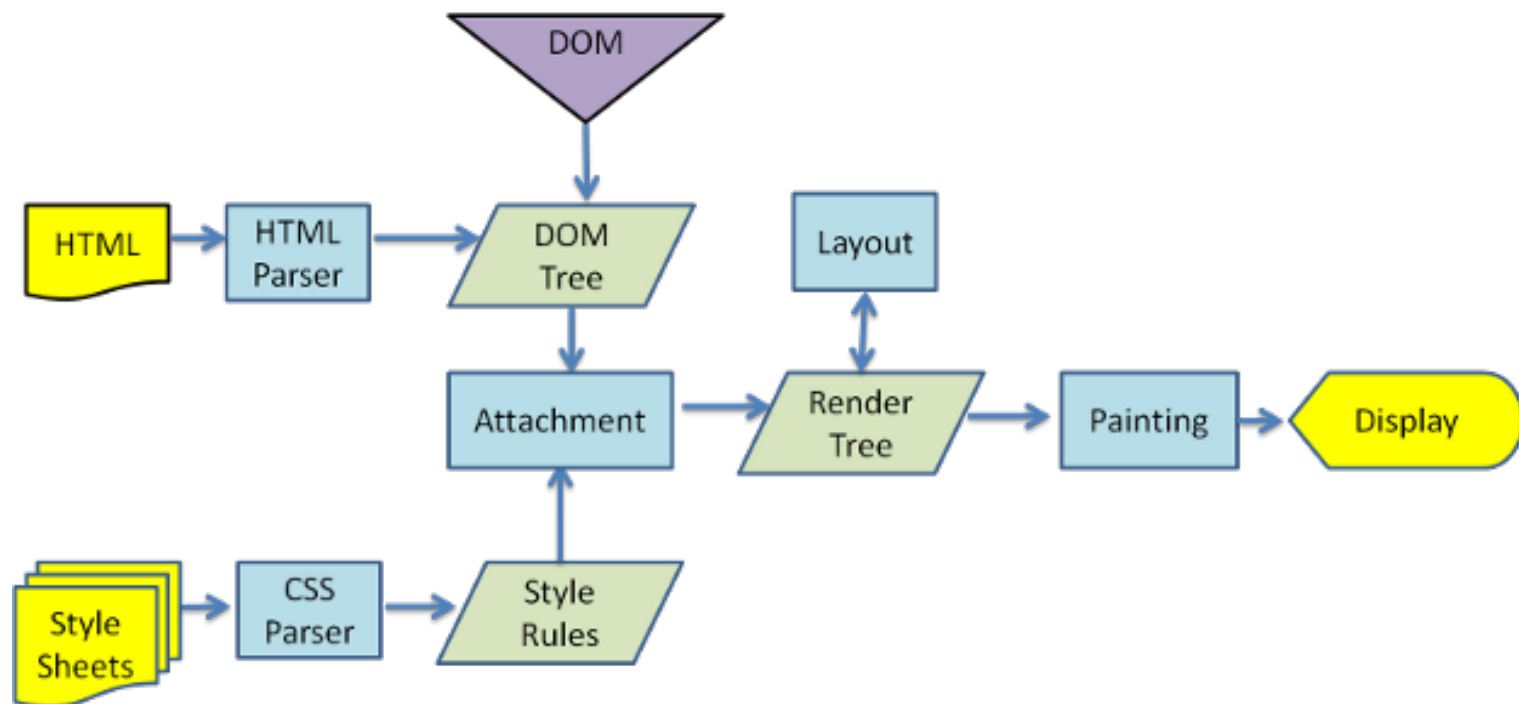 DOM
HTML
HTML
Parser
DOM
Tree
Layout
Attachment
Render
Tree
Painting
Display
Style
Sheets
CSS
Parser
Style
Rules